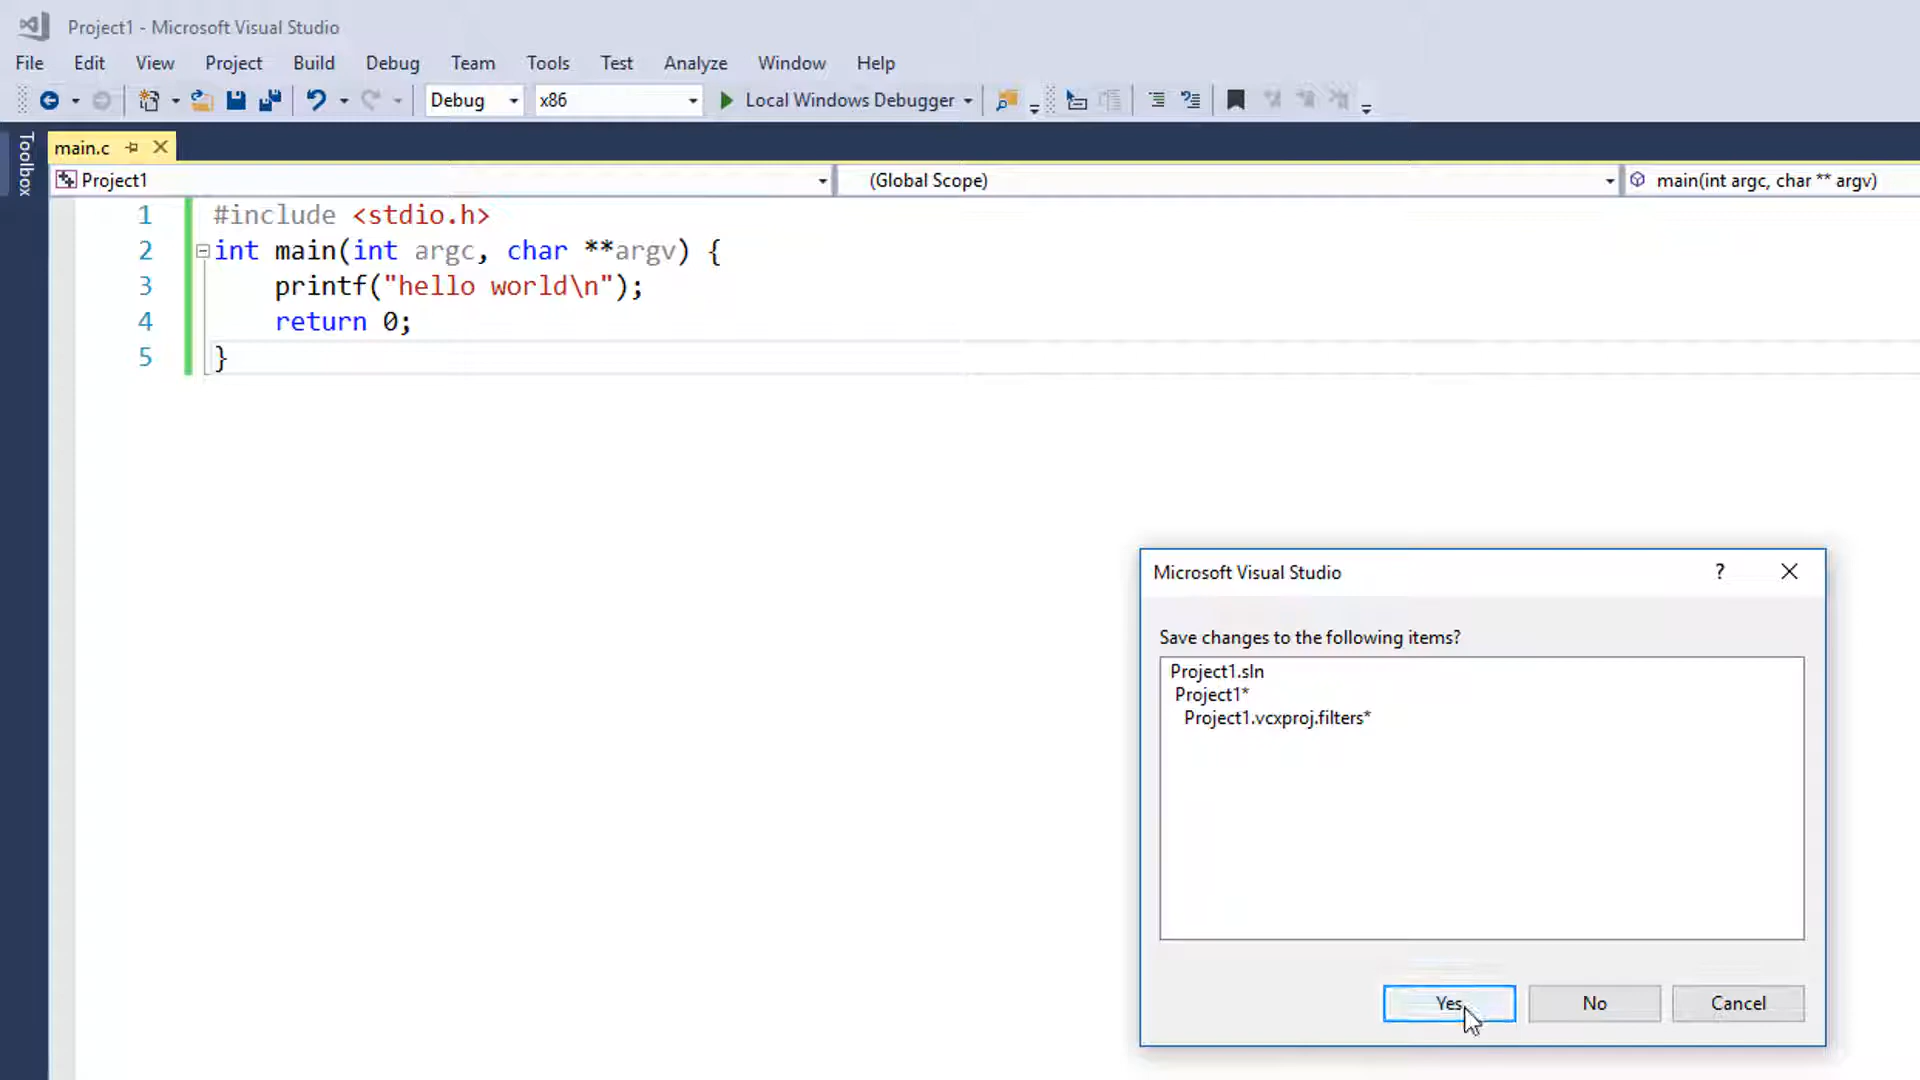 Project1 - Microsoft Visual Studio
File Edit View Project Build Debug Team Tools Test Analyze Window Help
Debug x86 Local Windows Debugger
Toolbox
main.c
Project1 (Global Scope) main(int argc, char ** argv)
1 #include <stdio.h>
2 int main(int argc, char **argv) {
3 printf("hello world\n");
4 return 0;
5 }
Microsoft Visual Studio ?
Save changes to the following items?
Project1.sln
Project1*
Project1.vcxproj.filters*
Yes No Cancel